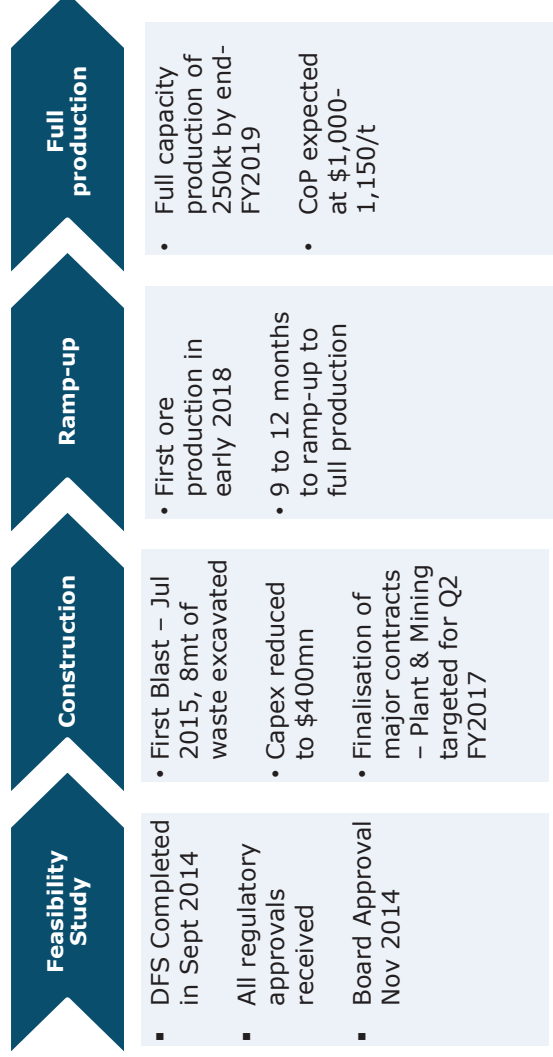 Feasibility
Study
▪ DFS Completed
in Sept 2014
▪ All regulatory
approvals
received
▪ Board Approval
Nov 2014
Construction
• First Blast – Jul
2015, 8mt of
waste excavated
• Capex reduced
to $400mn
• Finalisation of
major contracts
– Plant & Mining
targeted for Q2
FY2017
Ramp-up
• First ore
production in
early 2018
• 9 to 12 months
to ramp-up to
full production
Full
production
• Full capacity
production of
250kt by end-
FY2019
• CoP expected
at $1,000-
1,150/t